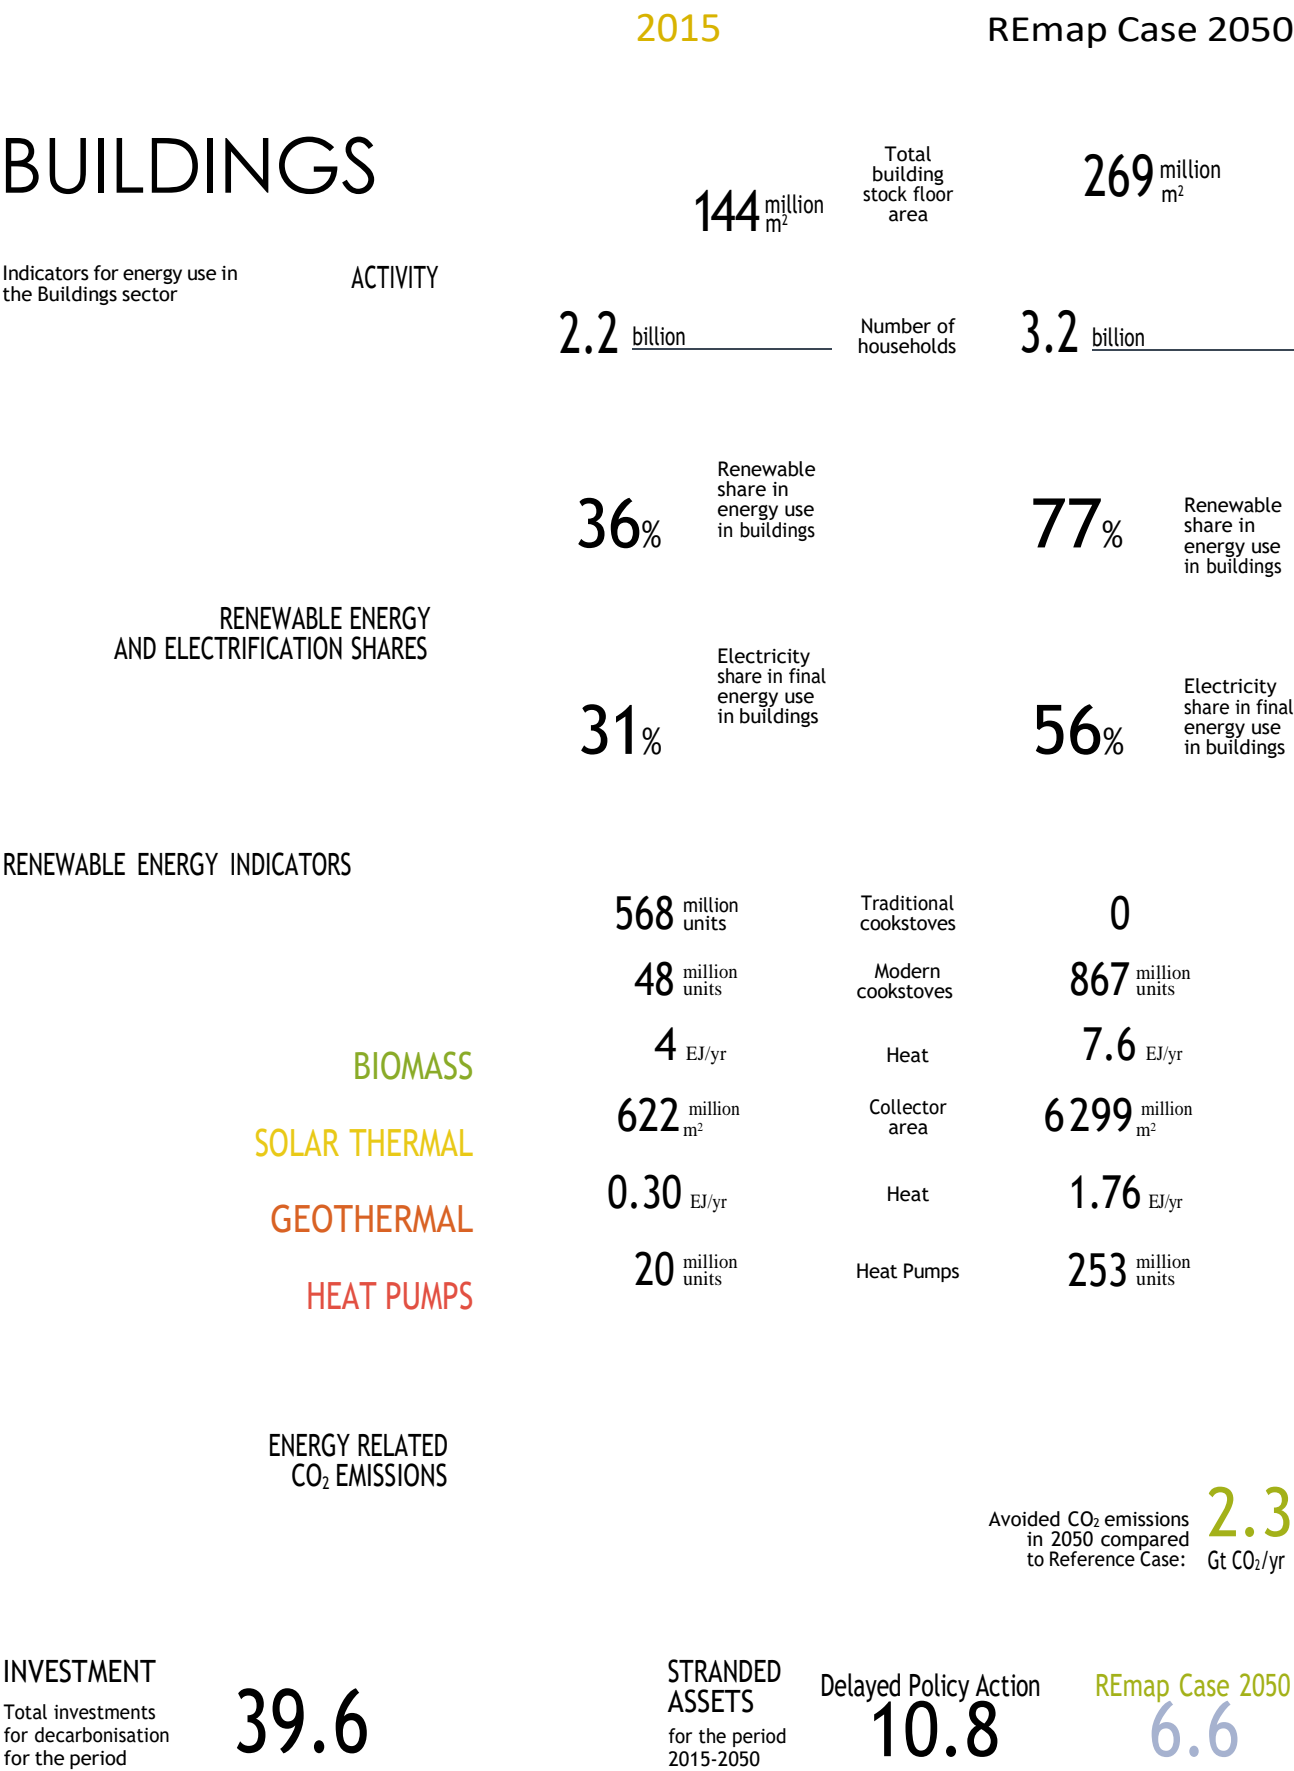 2015
REmap Case 2050
BUILDINGS
Indicators for energy use in
the Buildings sector
ACTIVITY
144 million
m²
Total
building
stock floor
area
269 million
m²
2.2 billion
Number of
households
3.2 billion
RENEWABLE ENERGY
AND ELECTRIFICATION SHARES
36%
Renewable
share in
energy use
in buildings
77%
Renewable
share in
energy use
in buildings
31%
Electricity
share in final
energy use
in buildings
56%
Electricity
share in final
energy use
in buildings
RENEWABLE ENERGY INDICATORS
568 million
units
Traditional
cookstoves
0
48 million
units
Modern
cookstoves
867 million
units
BIOMASS
4 EJ/yr
Heat
7.6 EJ/yr
SOLAR THERMAL
622 million
m²
Collector
area
6 299 million
m²
GEOTHERMAL
0.30 EJ/yr
Heat
1.76 EJ/yr
HEAT PUMPS
20 million
units
Heat Pumps
253 million
units
ENERGY RELATED
CO₂ EMISSIONS
Avoided CO₂ emissions
in 2050 compared
to Reference Case:
2.3
Gt CO₂/yr
INVESTMENT
Total investments
for decarbonisation
for the period
39.6
STRANDED
ASSETS
for the period
2015-2050
Delayed Policy Action
10.8
REmap Case 2050
6.6